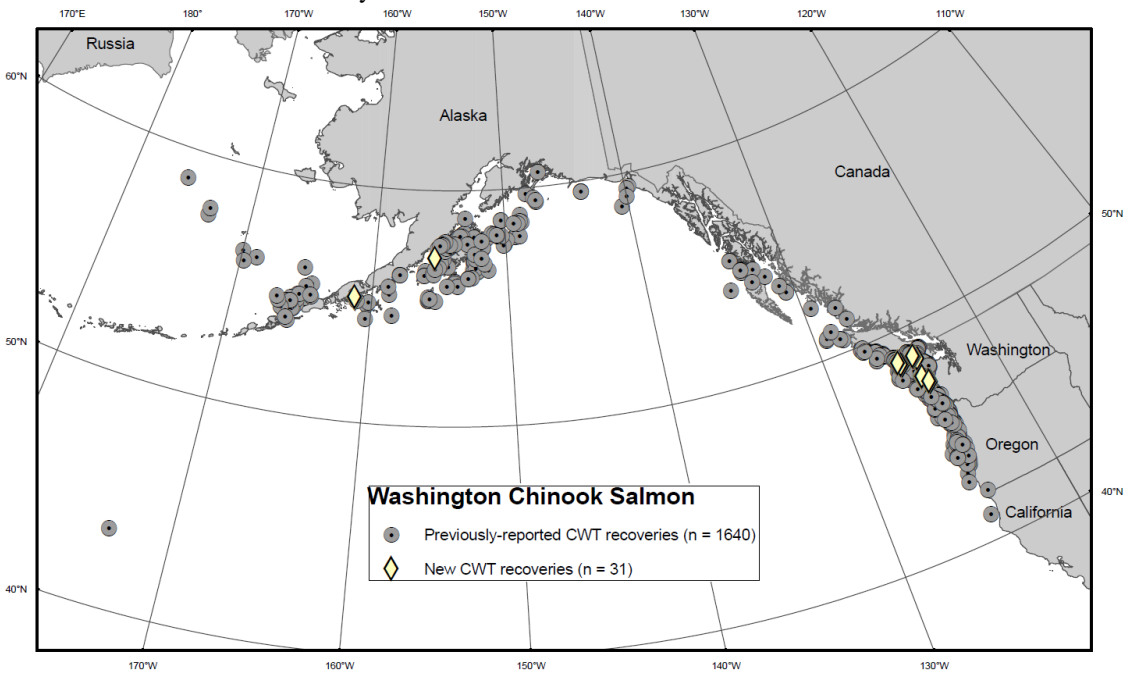 170°E 180° 170°W 160°W 150°W 140°W 130°W 120°W 110°W
Russia
60°N
Alaska
Canada
50°N
50°N
Washington
Oregon
Washington Chinook Salmon
40°N
California
Previously-reported CWT recoveries (n = 1640)
New CWT recoveries (n = 31)
40°N
170°W 160°W 150°W 140°W 130°W